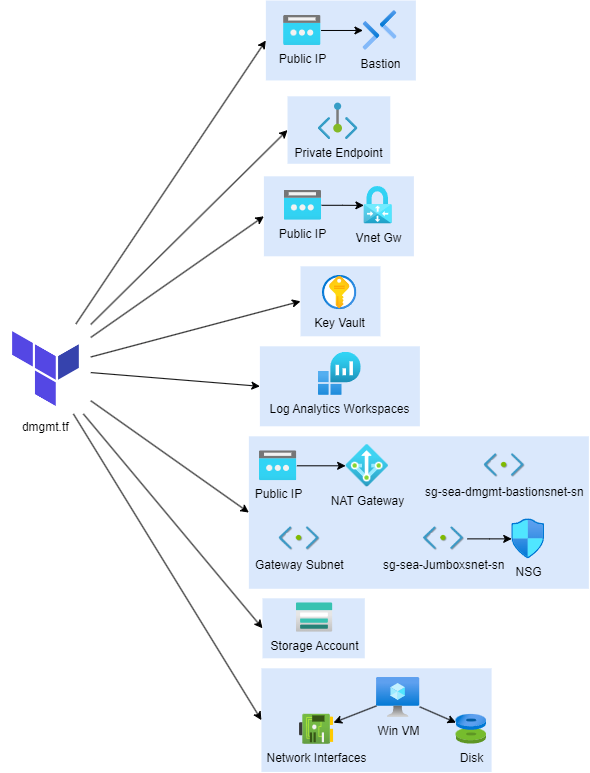 Public IP
Bastion
Private Endpoint
Public IP
Vnet Gw
Key Vault
dmgmt.tf
Log Analytics Workspaces
Public IP
NAT Gateway
sg-sea-dmgmt-bastionsnet-sn
Gateway Subnet
sg-sea-Jumboxsnet-sn
NSG
Storage Account
Win VM
Network Interfaces
Disk